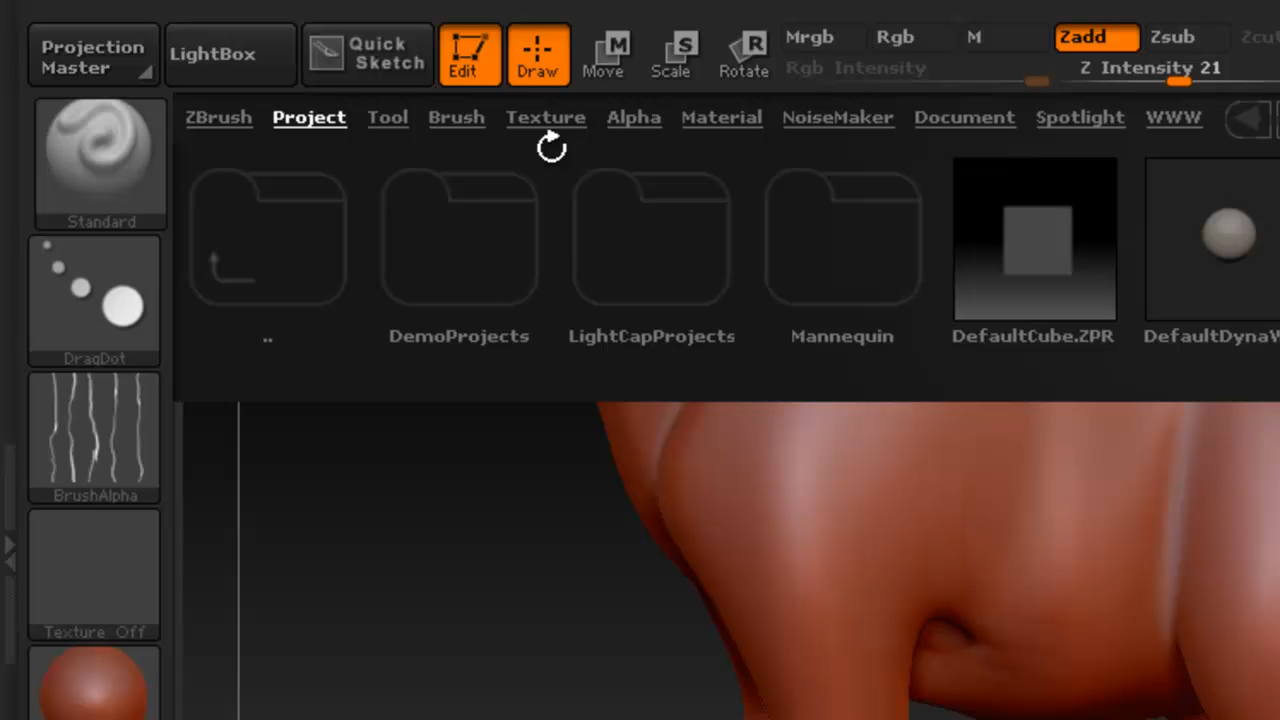 Projection Master
LightBox
Quick Sketch
Edit
Draw
M
Move
S
Scale
R
Rotate
Mrgb Rgb M Zadd Zsub Zcut
Rgb Intensity Z Intensity 21
ZBrush Project Tool Brush Texture Alpha Material NoiseMaker Document Spotlight WWW
Standard
DragDot
BrushAlpha
Texture Off
.. DemoProjects LightCapProjects Mannequin DefaultCube.ZPR DefaultDynaW